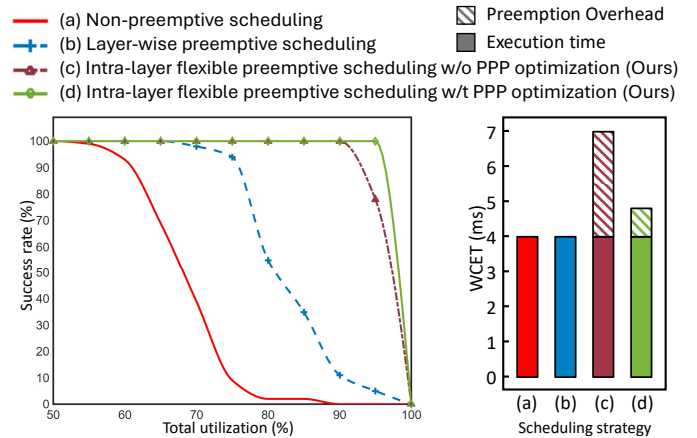 (a) Non-preemptive scheduling
(b) Layer-wise preemptive scheduling
(c) Intra-layer flexible preemptive scheduling w/o PPP optimization (Ours)
(d) Intra-layer flexible preemptive scheduling w/t PPP optimization (Ours)
Preemption Overhead
Execution time
Success rate (%)
100
90
80
70
60
50
40
30
20
10
0
50 60 70 80 90 100
Total utilization (%)
WCET (ms)
7
6
5
4
3
2
1
0
(a) (b) (c) (d)
Scheduling strategy